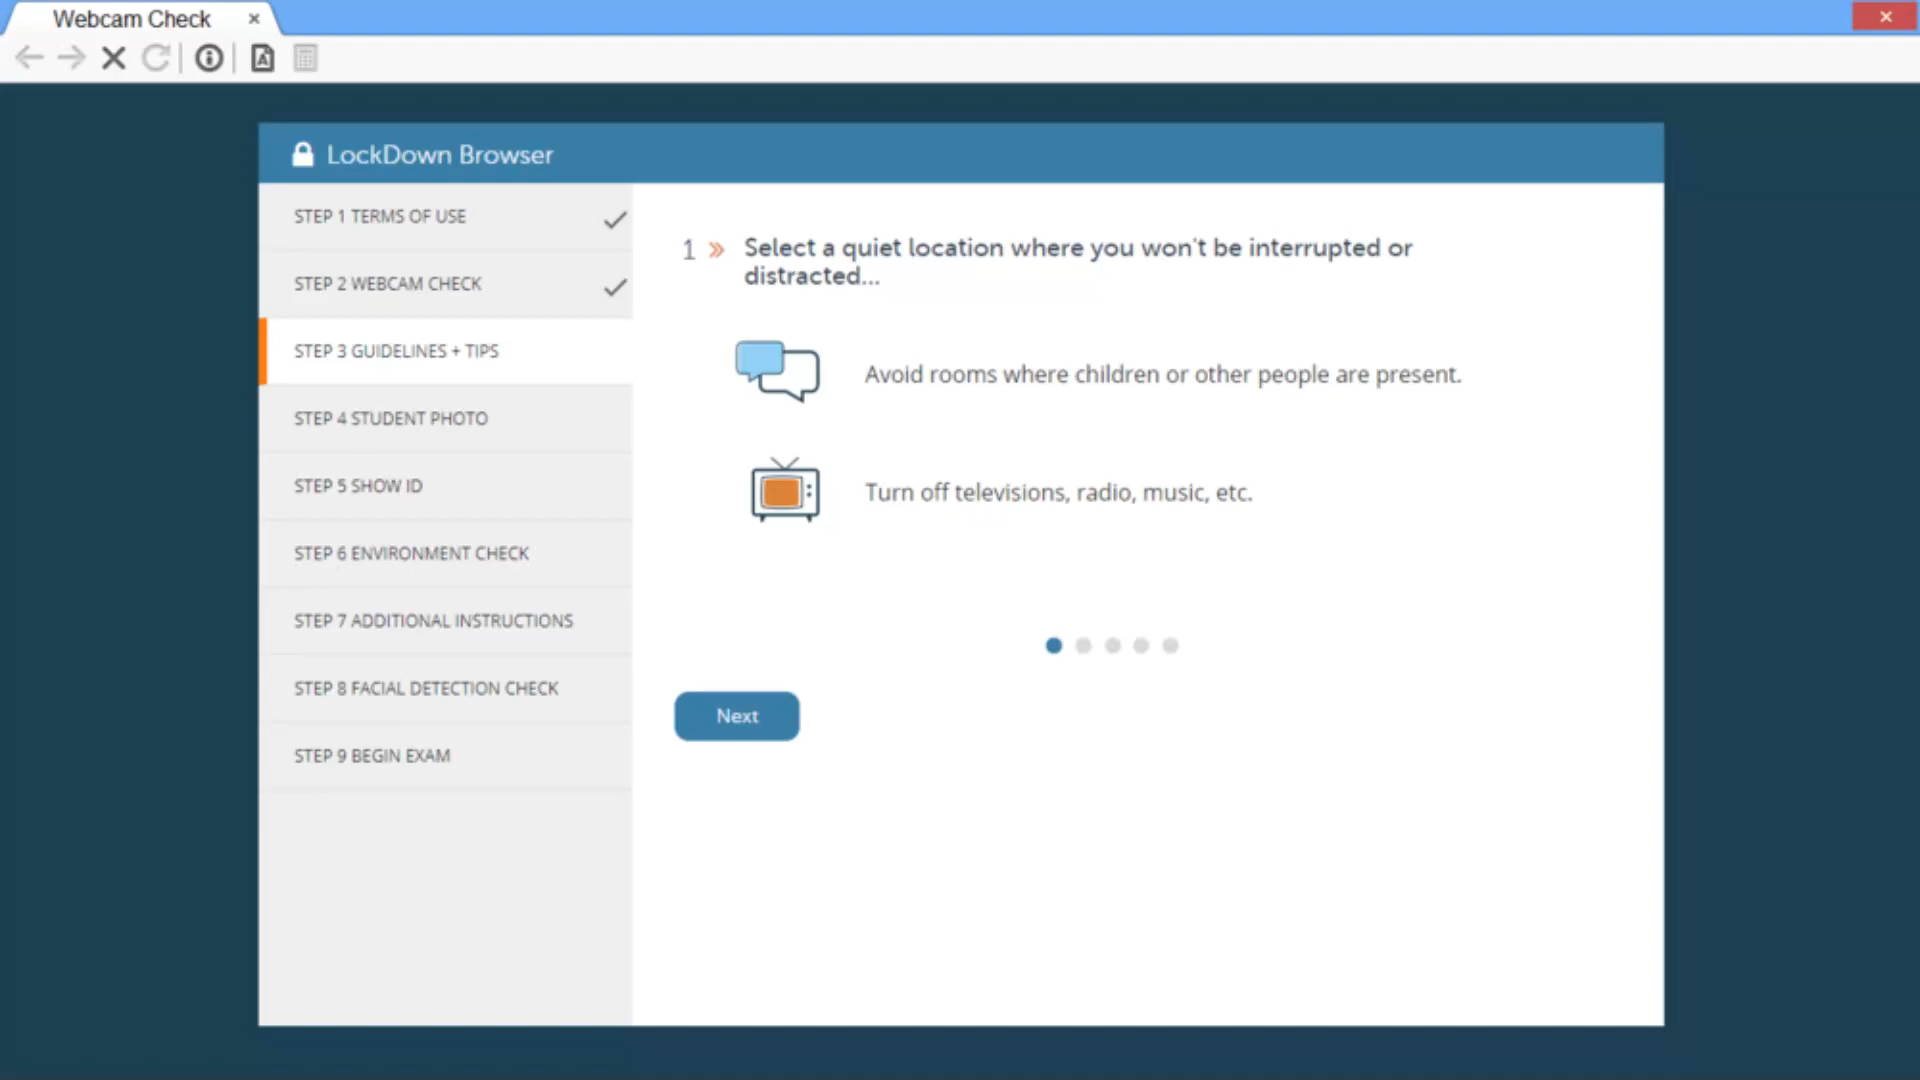 Webcam Check
LockDown Browser
STEP 1 TERMS OF USE
STEP 2 WEBCAM CHECK
STEP 3 GUIDELINES + TIPS
STEP 4 STUDENT PHOTO
STEP 5 SHOW ID
STEP 6 ENVIRONMENT CHECK
STEP 7 ADDITIONAL INSTRUCTIONS
STEP 8 FACIAL DETECTION CHECK
STEP 9 BEGIN EXAM
1 » Select a quiet location where you won't be interrupted or
distracted...
Avoid rooms where children or other people are present.
Turn off televisions, radio, music, etc.
Next